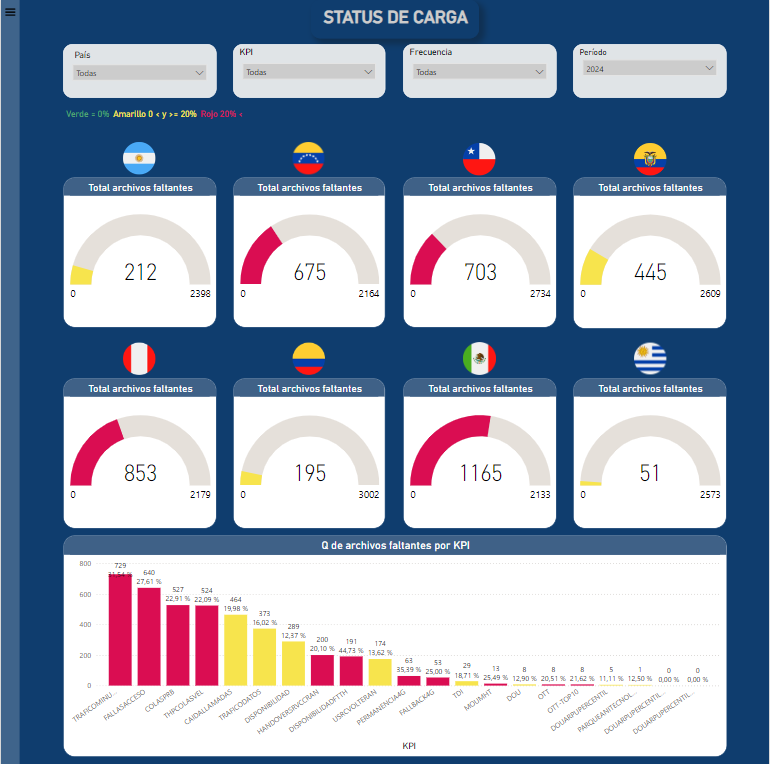 STATUS DE CARGA
País
Todas
KPI
Todas
Frecuencia
Todas
Período
2024
Verde = 0% Amarillo 0 < y >= 20% Rojo 20% <
Total archivos faltantes
212
0 2398
Total archivos faltantes
675
0 2164
Total archivos faltantes
703
0 2734
Total archivos faltantes
445
0 2609
Total archivos faltantes
853
0 2179
Total archivos faltantes
195
0 3002
Total archivos faltantes
1165
0 2133
Total archivos faltantes
51
0 2573
Q de archivos faltantes por KPI
800
600
400
200
0
729
640
27,61 %
527
22,91 %
524
22,09 %
464
19,98 %
373
16,02 %
289
12,37 %
200
20,10 %
191
44,73 %
174
13,62 %
63
35,39 %
53
25,00 %
29
18,71 %
13
25,49 %
8
12,90 %
8
20,51 %
8
21,62 %
5
11,11 %
1
12,50 %
0
0,00 %
0
0,00 %
TRAFICOMINU...
FALLASACCESO
COLASPRB
THPCOLASVEL
CAIDALLAMADAS
TRAFICODATOS
DISPONIBILIDAD
HANDOVERSRVCCRAN
DISPONIBILIDADFTTH
USRCVOLTERAN
PERMANENCIA4G
FALLBACK4G
TDI
MOUMHT
DOU
OTT
OTT-TOP10
DOUARPUPERCENTIL
PARQUEANITECNOL...
DOUARPUPERCENTIL...
DOUARPUPERCENTIL...
KPI